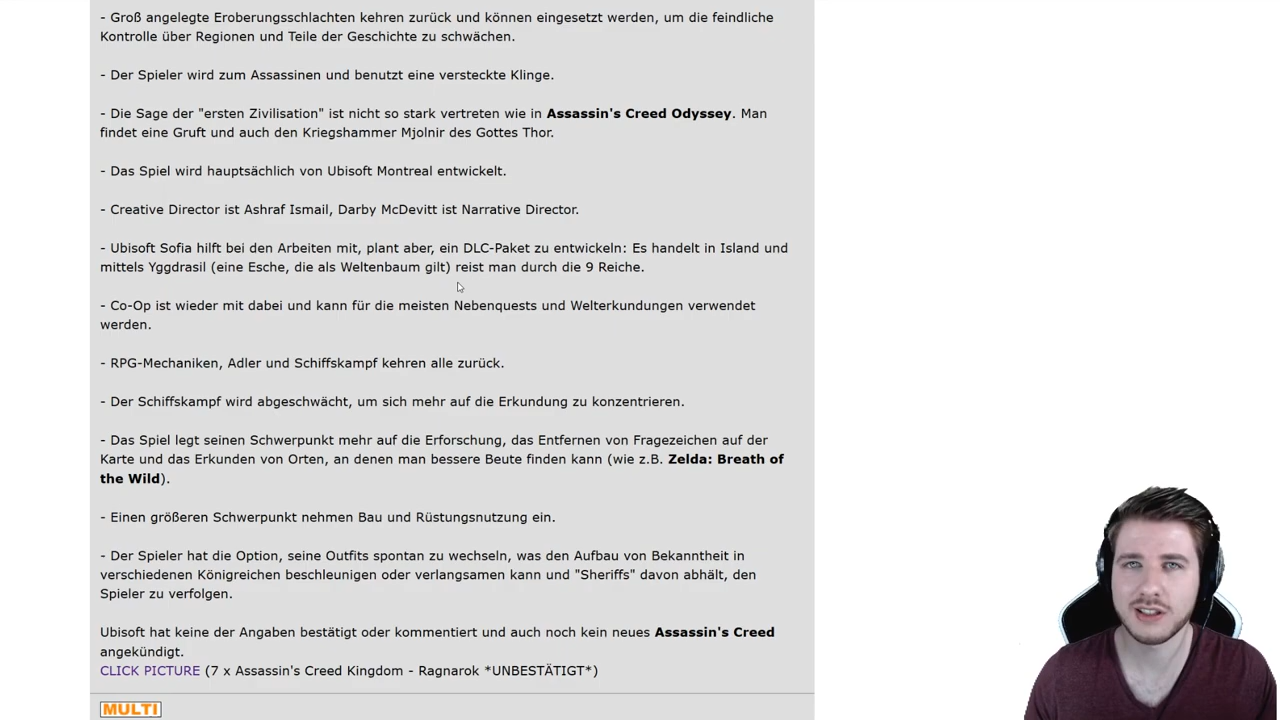 - Groß angelegte Eroberungsschlachten kehren zurück und können eingesetzt werden, um die feindliche
Kontrolle über Regionen und Teile der Geschichte zu schwächen.
- Der Spieler wird zum Assassinen und benutzt eine versteckte Klinge.
- Die Sage der "ersten Zivilisation" ist nicht so stark vertreten wie in Assassin's Creed Odyssey. Man
findet eine Gruft und auch den Kriegshammer Mjolnir des Gottes Thor.
- Das Spiel wird hauptsächlich von Ubisoft Montreal entwickelt.
- Creative Director ist Ashraf Ismail, Darby McDevitt ist Narrative Director.
- Ubisoft Sofia hilft bei den Arbeiten mit, plant aber, ein DLC-Paket zu entwickeln: Es handelt in Island und
mittels Yggdrasil (eine Esche, die als Weltenbaum gilt) reist man durch die 9 Reiche.
- Co-Op ist wieder mit dabei und kann für die meisten Nebenquests und Welterkundungen verwendet
werden.
- RPG-Mechaniken, Adler und Schiffskampf kehren alle zurück.
- Der Schiffskampf wird abgeschwächt, um sich mehr auf die Erkundung zu konzentrieren.
- Das Spiel legt seinen Schwerpunkt mehr auf die Erforschung, das Entfernen von Fragezeichen auf der
Karte und das Erkunden von Orten, an denen man bessere Beute finden kann (wie z.B. Zelda: Breath of
the Wild).
- Einen größeren Schwerpunkt nehmen Bau und Rüstungsnutzung ein.
- Der Spieler hat die Option, seine Outfits spontan zu wechseln, was den Aufbau von Bekanntheit in
verschiedenen Königreichen beschleunigen oder verlangsamen kann und "Sheriffs" davon abhält, den
Spieler zu verfolgen.
Ubisoft hat keine der Angaben bestätigt oder kommentiert und auch noch kein neues Assassin's Creed
angekündigt.
CLICK PICTURE (7 x Assassin's Creed Kingdom - Ragnarok *UNBESTÄTIGT*)
MULTI